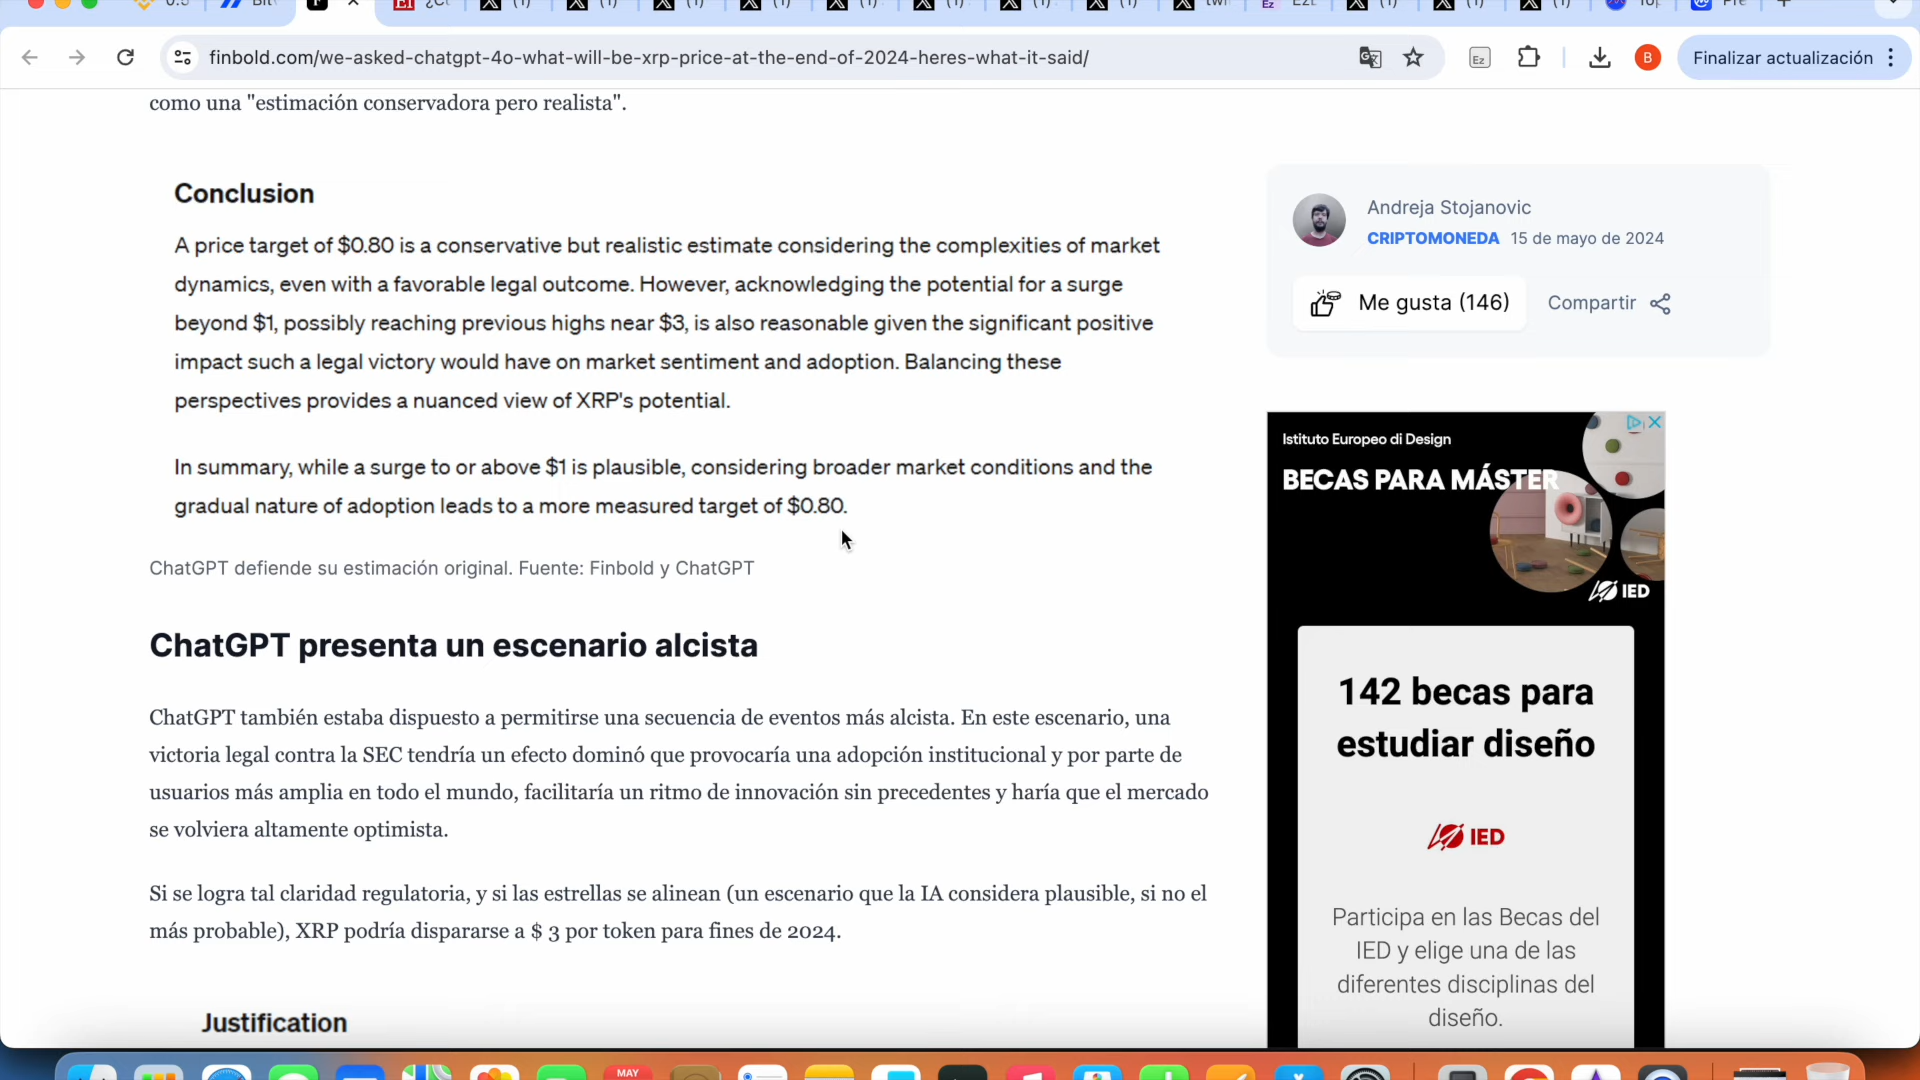 finbold.com/we-asked-chatgpt-4o-what-will-be-xrp-price-at-the-end-of-2024-heres-what-it-said/
Ez
B
Finalizar actualización
como una "estimación conservadora pero realista".
Conclusion
A price target of $0.80 is a conservative but realistic estimate considering the complexities of market
dynamics, even with a favorable legal outcome. However, acknowledging the potential for a surge
beyond $1, possibly reaching previous highs near $3, is also reasonable given the significant positive
impact such a legal victory would have on market sentiment and adoption. Balancing these
perspectives provides a nuanced view of XRP's potential.
In summary, while a surge to or above $1 is plausible, considering broader market conditions and the
gradual nature of adoption leads to a more measured target of $0.80.
ChatGPT defiende su estimación original. Fuente: Finbold y ChatGPT
ChatGPT presenta un escenario alcista
ChatGPT también estaba dispuesto a permitirse una secuencia de eventos más alcista. En este escenario, una
victoria legal contra la SEC tendría un efecto dominó que provocaría una adopción institucional y por parte de
usuarios más amplia en todo el mundo, facilitaría un ritmo de innovación sin precedentes y haría que el mercado
se volviera altamente optimista.
Si se logra tal claridad regulatoria, y si las estrellas se alinean (un escenario que la IA considera plausible, si no el
más probable), XRP podría dispararse a $ 3 por token para fines de 2024.
Justification
Andreja Stojanovic
CRIPTOMONEDA 15 de mayo de 2024
Me gusta (146)
Compartir
Istituto Europeo di Design
BECAS PARA MÁSTER
IED
142 becas para
estudiar diseño
IED
Participa en las Becas del
IED y elige una de las
diferentes disciplinas del
diseño.
MAY